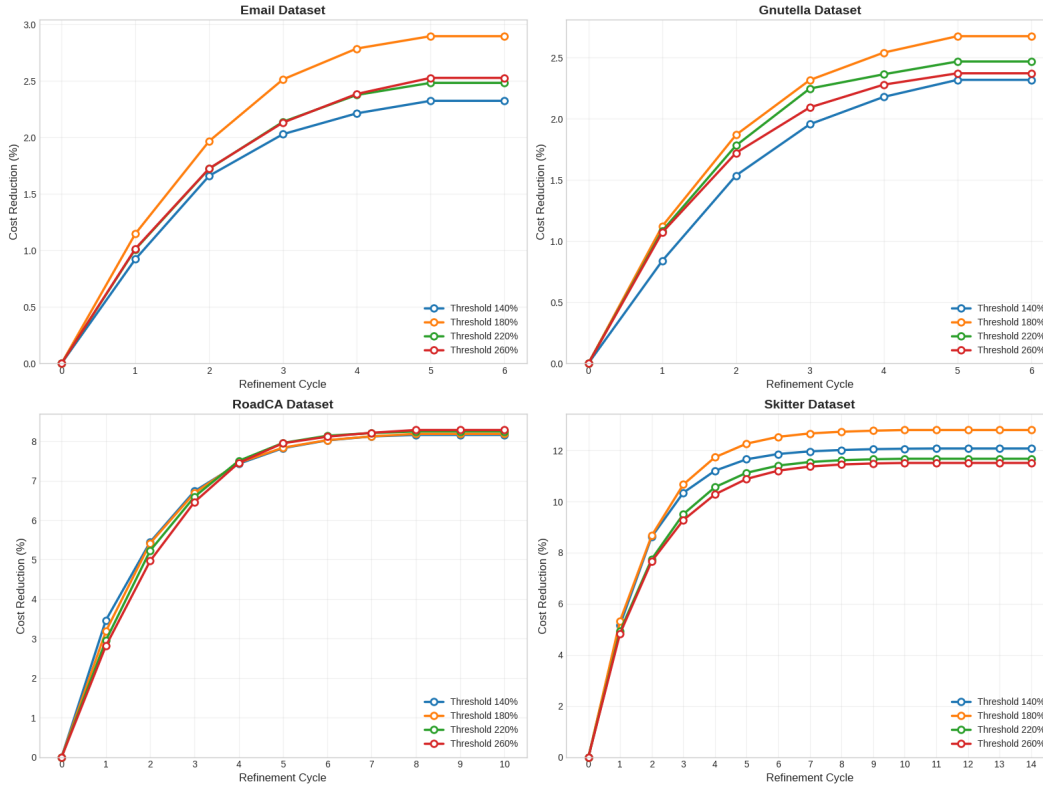 Email Dataset
3.0
2.5
2.0
1.5
1.0
0.5
0.0
Cost Reduction (%)
0 1 2 3 4 5 6
Refinement Cycle
Threshold 140%
Threshold 180%
Threshold 220%
Threshold 260%
Gnutella Dataset
2.5
2.0
1.5
1.0
0.5
0.0
Cost Reduction (%)
0 1 2 3 4 5 6
Refinement Cycle
Threshold 140%
Threshold 180%
Threshold 220%
Threshold 260%
RoadCA Dataset
8
7
6
5
4
3
2
1
0
Cost Reduction (%)
0 1 2 3 4 5 6 7 8 9 10
Refinement Cycle
Threshold 140%
Threshold 180%
Threshold 220%
Threshold 260%
Skitter Dataset
12
10
8
6
4
2
0
Cost Reduction (%)
0 1 2 3 4 5 6 7 8 9 10 11 12 13 14
Refinement Cycle
Threshold 140%
Threshold 180%
Threshold 220%
Threshold 260%